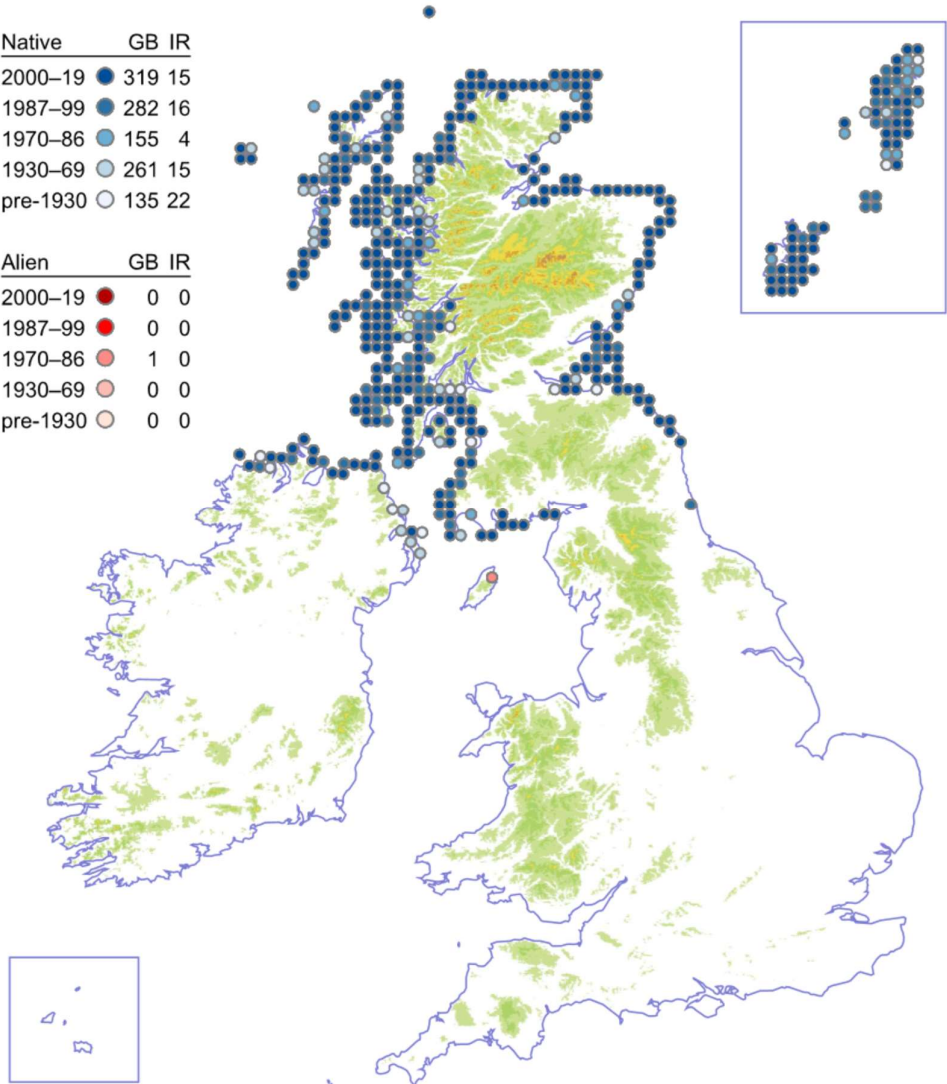 Native GB IR
2000–19 319 15
1987–99 282 16
1970–86 155 4
1930–69 261 15
pre-1930 135 22
Alien GB IR
2000–19 0 0
1987–99 0 0
1970–86 1 0
1930–69 0 0
pre-1930 0 0